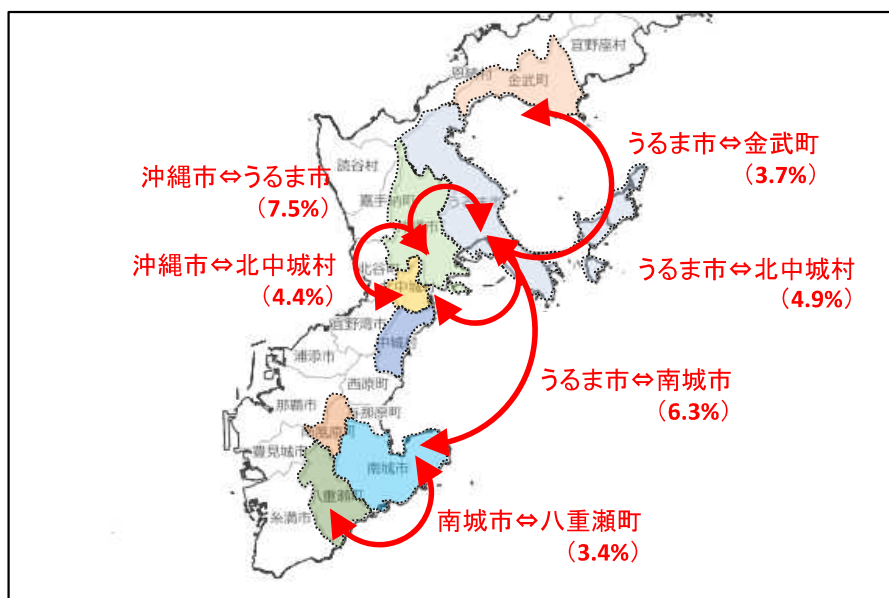 宜野座村
恩納村
金武町
うるま市⇔金武町
（3.7%）
読谷村
沖縄市⇔うるま市
（7.5%）
嘉手納町
沖縄市⇔北中城村
（4.4%）
北谷町
うるま市⇔北中城村
（4.9%）
宜野湾市
中城村
浦添市
西原町
うるま市⇔南城市
（6.3%）
那覇市
与那原町
南風原町
豊見城市
南城市
八重瀬町
糸満市
南城市⇔八重瀬町
（3.4%）